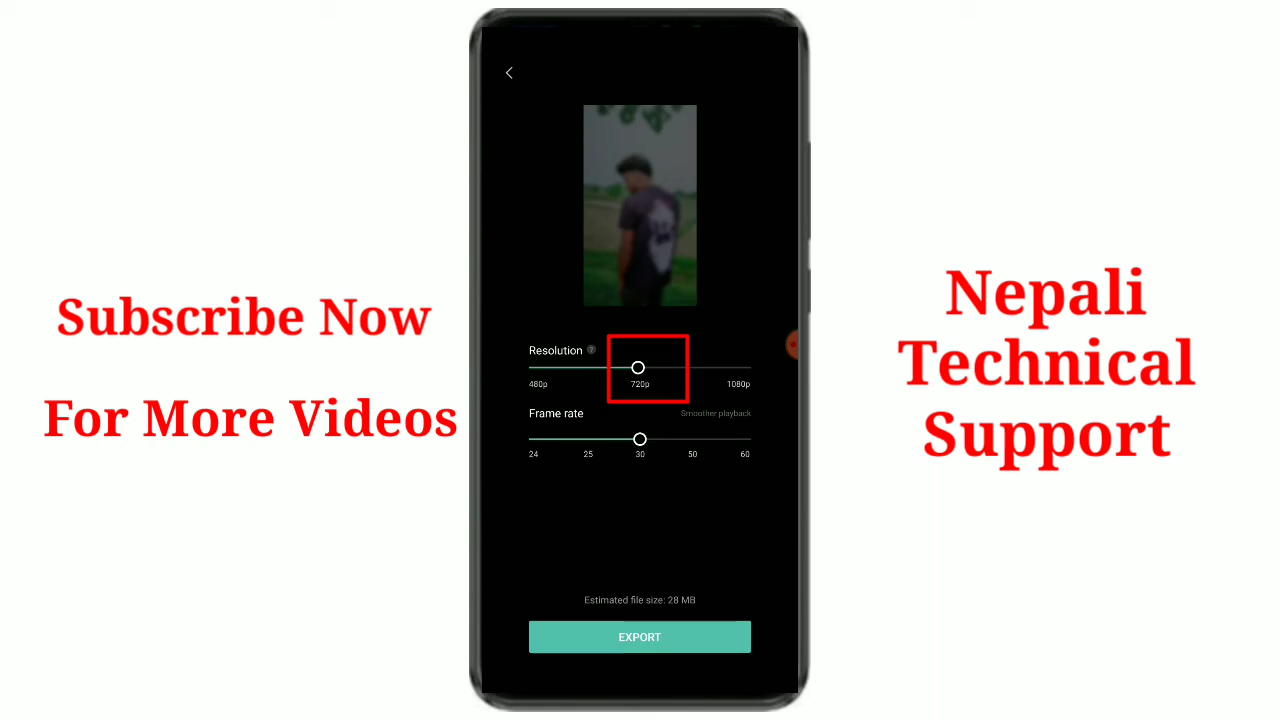 Subscribe Now
For More Videos
Resolution ?
480p 720p 1080p
Frame rate Smoother playback
24 25 30 50 60
Estimated file size: 28 MB
EXPORT
Nepali
Technical
Support